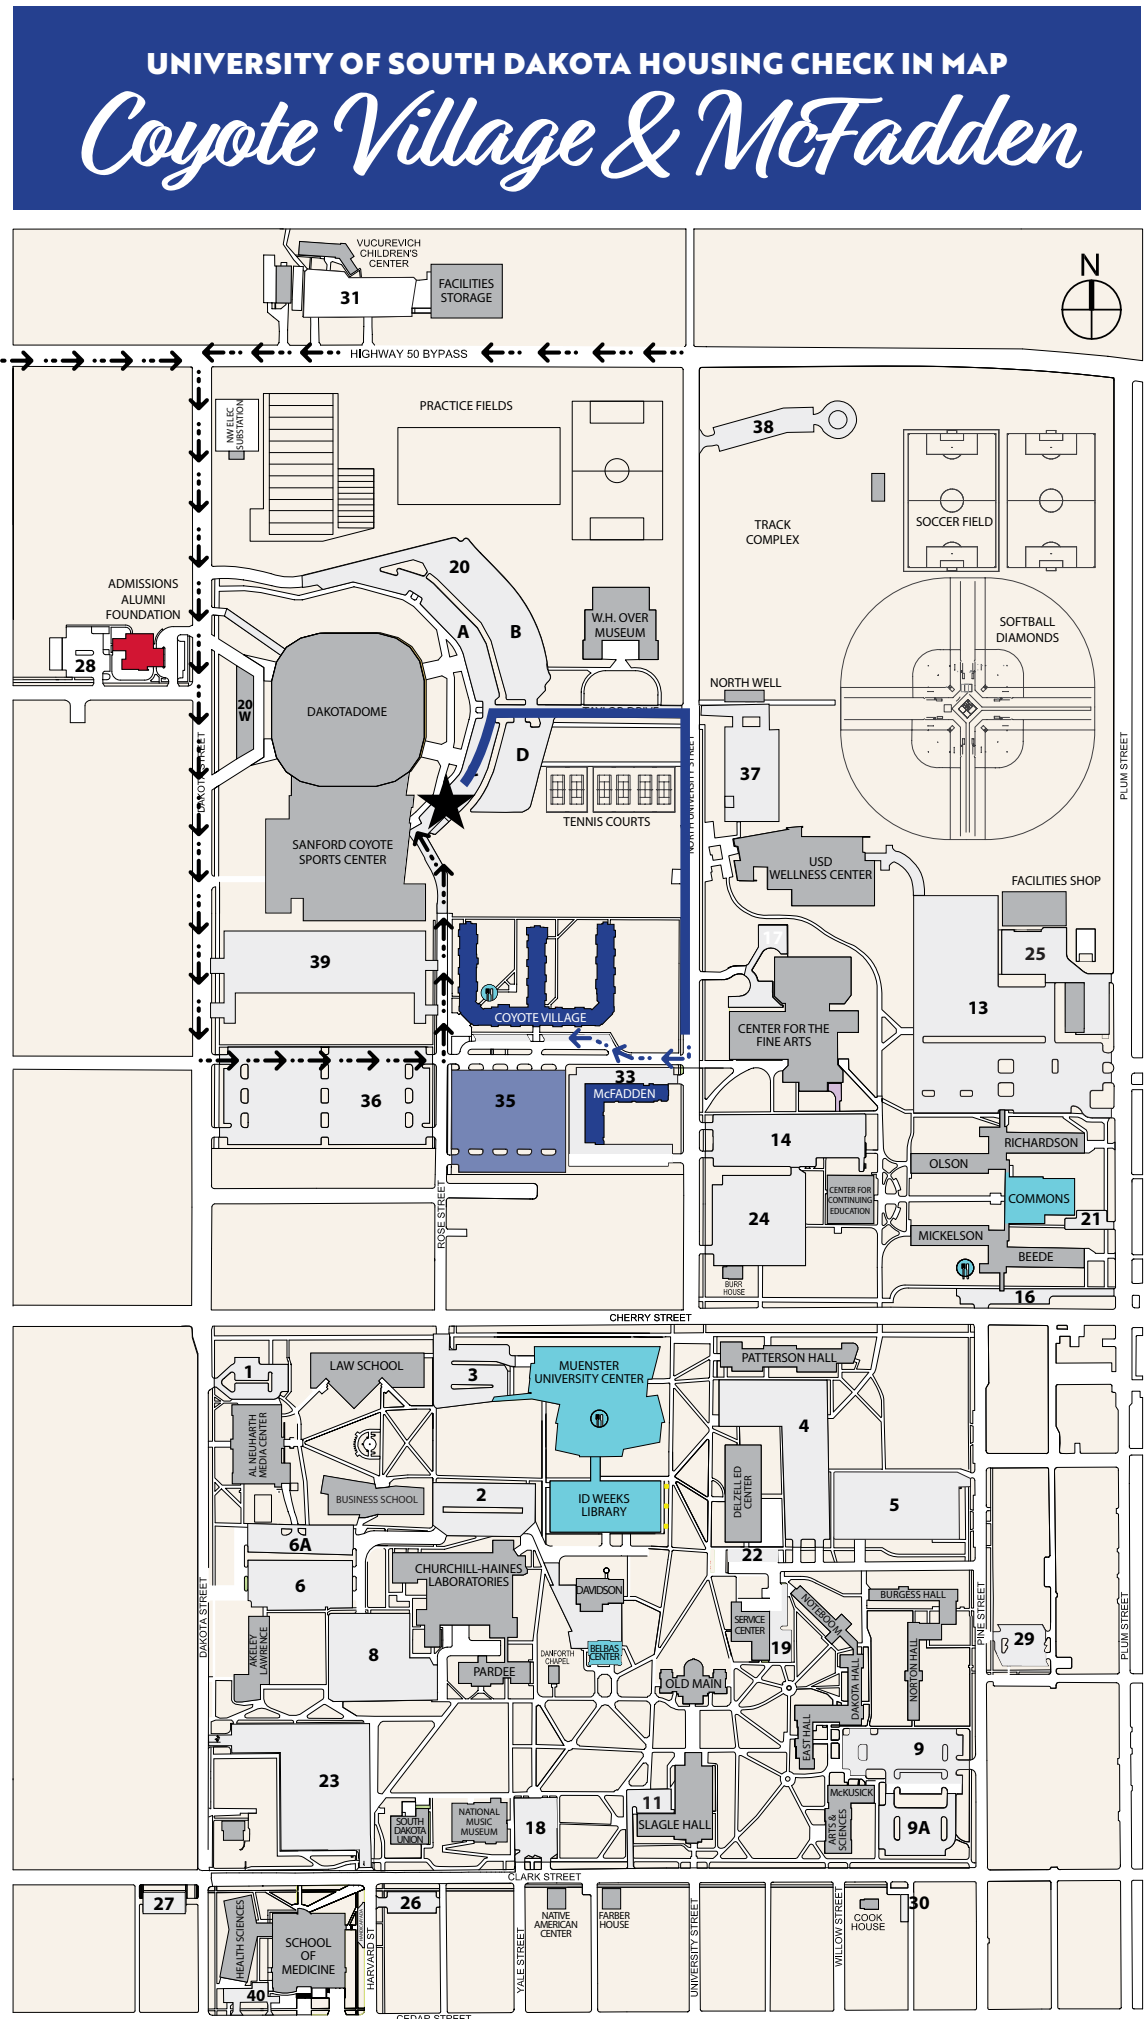 UNIVERSITY OF SOUTH DAKOTA HOUSING CHECK IN MAP
Coyote Village & McFadden
VUCUREVICH
CHILDREN'S
CENTER
31
FACILITIES
STORAGE
N
HIGHWAY 50 BYPASS
NW ELEC
SUBSTATION
PRACTICE FIELDS
38
SOCCER FIELD
TRACK
COMPLEX
20
ADMISSIONS
ALUMNI
FOUNDATION
28
A
B
W.H. OVER
MUSEUM
SOFTBALL
DIAMONDS
NORTH WELL
20
W
DAKOTADOME
TAYLOR DRIVE
D
37
DAKOTA STREET
NORTH UNIVERSITY STREET
PLUM STREET
TENNIS COURTS
SANFORD COYOTE
SPORTS CENTER
USD
WELLNESS CENTER
FACILITIES SHOP
17
25
39
13
COYOTE VILLAGE
CENTER FOR THE
FINE ARTS
33
McFADDEN
36
35
14
RICHARDSON
OLSON
CENTER FOR
CONTINUING
EDUCATION
COMMONS
24
21
ROSE STREET
MICKELSON
BEEDE
BURR
HOUSE
16
CHERRY STREET
1
LAW SCHOOL
3
MUENSTER
UNIVERSITY CENTER
PATTERSON HALL
4
AL NEUHARTH
MEDIA CENTER
BUSINESS SCHOOL
2
ID WEEKS
LIBRARY
DELZELL ED
CENTER
5
6A
22
CHURCHILL-HAINES
LABORATORIES
6
DAVIDSON
NOTEBOOM
BURGESS HALL
DAKOTA STREET
PINE STREET
PLUM STREET
SERVICE
CENTER
19
29
AKELEY
LAWRENCE
8
DANFORTH
CHAPEL
BELBAS
CENTER
PARDEE
OLD MAIN
DAKOTA HALL
NORTON HALL
EAST HALL
9
23
11
McKUSICK
SOUTH
DAKOTA
UNION
NATIONAL
MUSIC
MUSEUM
18
SLAGLE HALL
ARTS &
SCIENCES
9A
CLARK STREET
27
26
30
HEALTH SCIENCES
SCHOOL
OF
MEDICINE
HARVARD ST
YALE STREET
NATIVE
AMERICAN
CENTER
FARBER
HOUSE
UNIVERSITY STREET
WILLOW STREET
COOK
HOUSE
40
CEDAR STREET